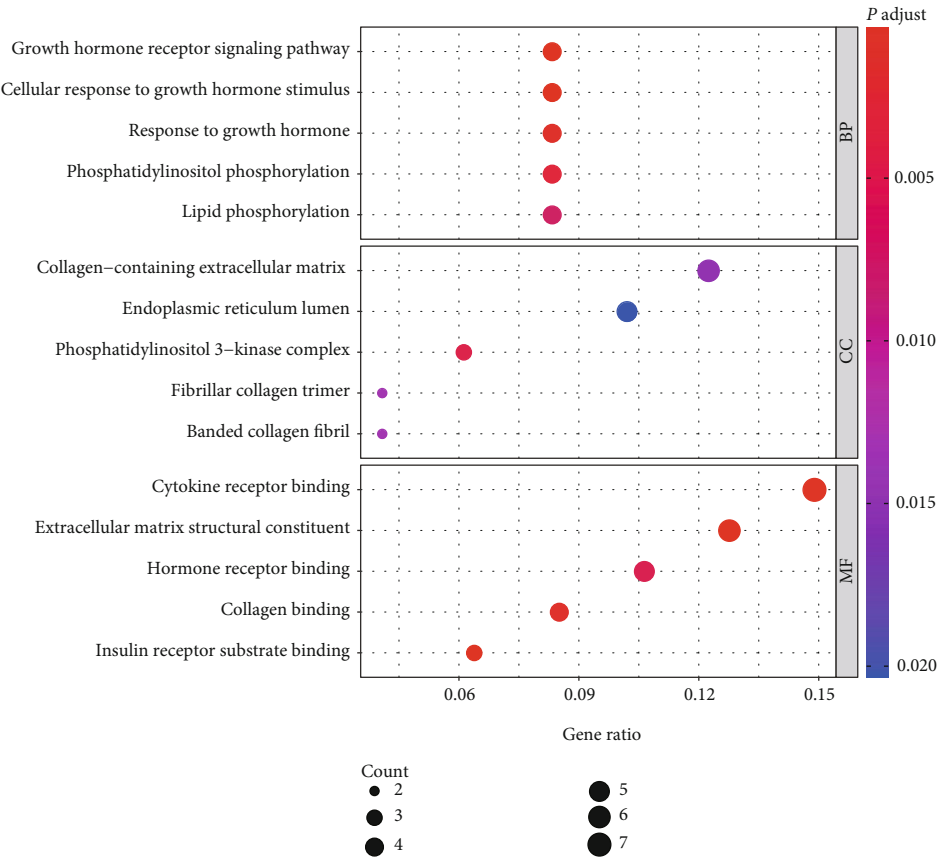 P adjust
Growth hormone receptor signaling pathway
Cellular response to growth hormone stimulus
Response to growth hormone
Phosphatidylinositol phosphorylation
Lipid phosphorylation
BP
Collagen−containing extracellular matrix
Endoplasmic reticulum lumen
Phosphatidylinositol 3−kinase complex
Fibrillar collagen trimer
Banded collagen fibril
CC
Cytokine receptor binding
Extracellular matrix structural constituent
Hormone receptor binding
Collagen binding
Insulin receptor substrate binding
MF
0.005
0.010
0.015
0.020
0.06 0.09 0.12 0.15
Gene ratio
Count
2
3
4
5
6
7